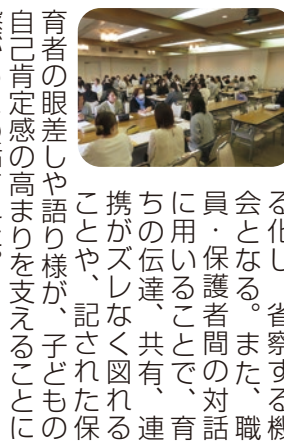 る化し、省察する機
会となる。また、職
員・保護者間の対話
に用いることで、育
ちの伝達、共有、連
携がズレなく図れる
ことや、記された保
育者の眼差しや語り様が、子どもの
自己肯定感の高まりを支えることに